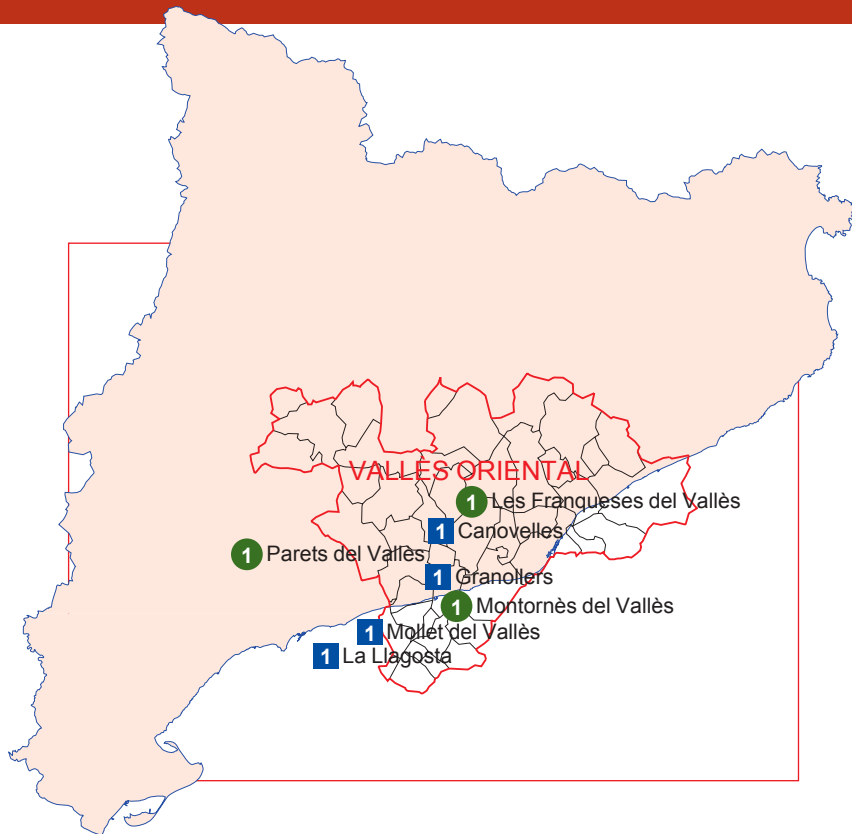 VALLÈS ORIENTAL
1 Les Franqueses del Vallès
1 Canovelles
1 Parets del Vallès
1 Granollers
1 Montornès del Vallès
1 Mollet del Vallès
1 La Llagosta